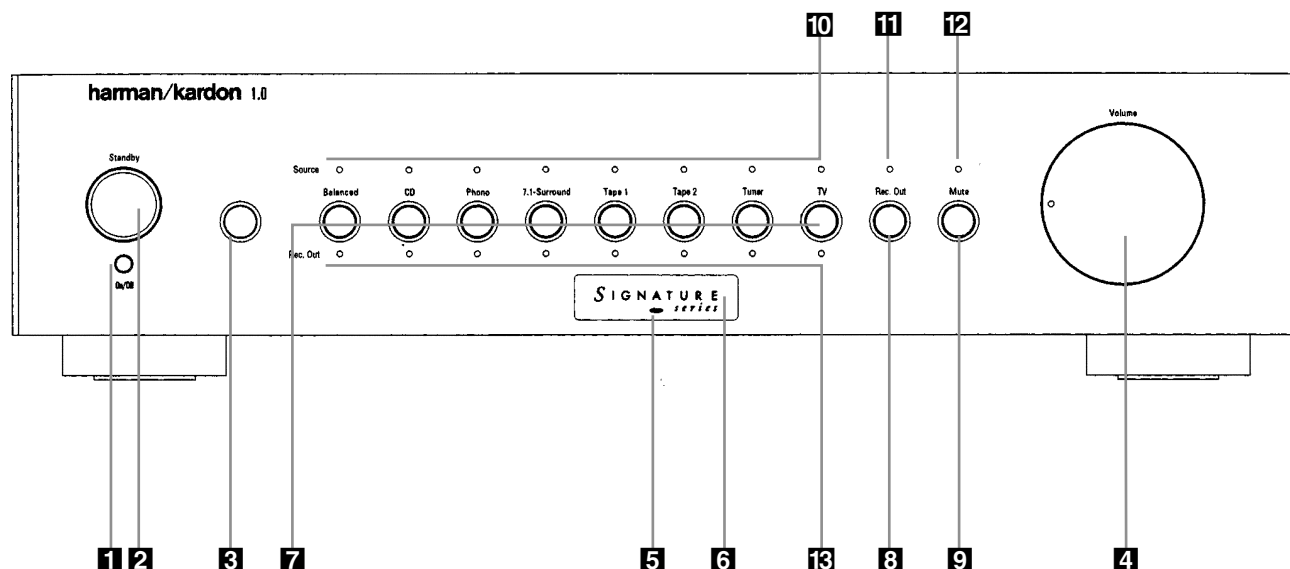 10 11 12
harman/kardon 1.0
Volume
Standby
Source
Balanced CD Phono 7.1-Surround Tape 1 Tape 2 Tuner TV Rec. Out Mute
Rec. Out
On/Off
SIGNATURE
series
1 2 3 7 5 6 13 8 9 4